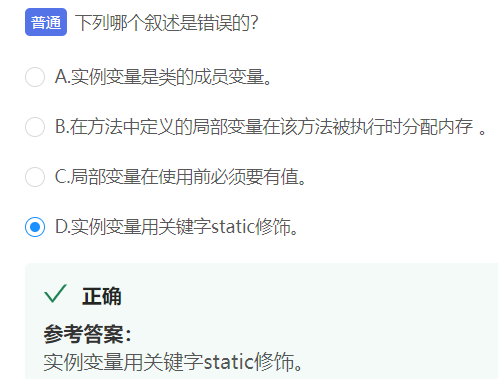 普通 下列哪个叙述是错误的?
A.实例变量是类的成员变量。
B.在方法中定义的局部变量在该方法被执行时分配内存 。
C.局部变量在使用前必须要有值。
D.实例变量用关键字static修饰。
正确
参考答案：
实例变量用关键字static修饰。